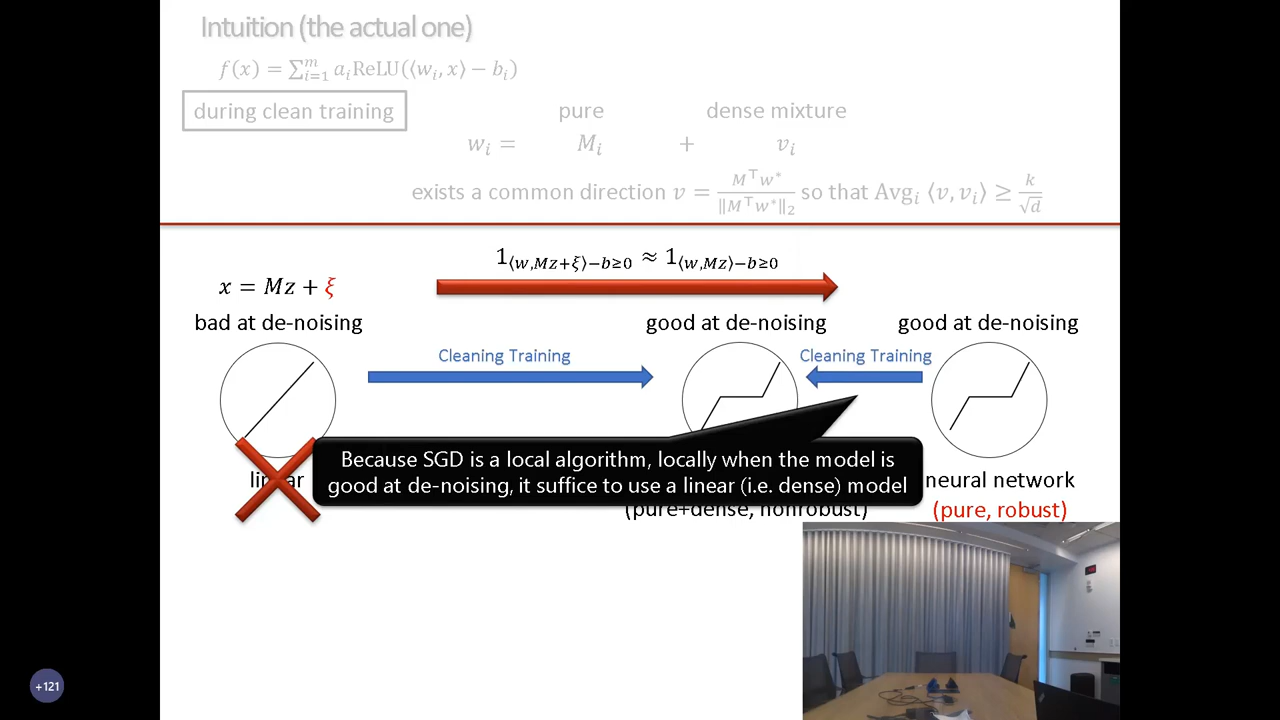 Intuition (the actual one)
f(x) = ∑ᵢ₌₁ᵐ aᵢReLU(⟨wᵢ, x⟩ − bᵢ)
during clean training
pure
dense mixture
wᵢ = Mᵢ + vᵢ
exists a common direction v = M⊤w* / ‖M⊤w*‖₂ so that Avgᵢ ⟨v, vᵢ⟩ ≥ k/√d
1⟨w,Mz+ξ⟩−b≥0 ≈ 1⟨w,Mz⟩−b≥0
x = Mz + ξ
bad at de-noising
good at de-noising
good at de-noising
Cleaning Training
Cleaning Training
Because SGD is a local algorithm, locally when the model is
good at de-noising, it suffice to use a linear (i.e. dense) model
neural network
(pure+dense, nonrobust)
(pure, robust)
+121